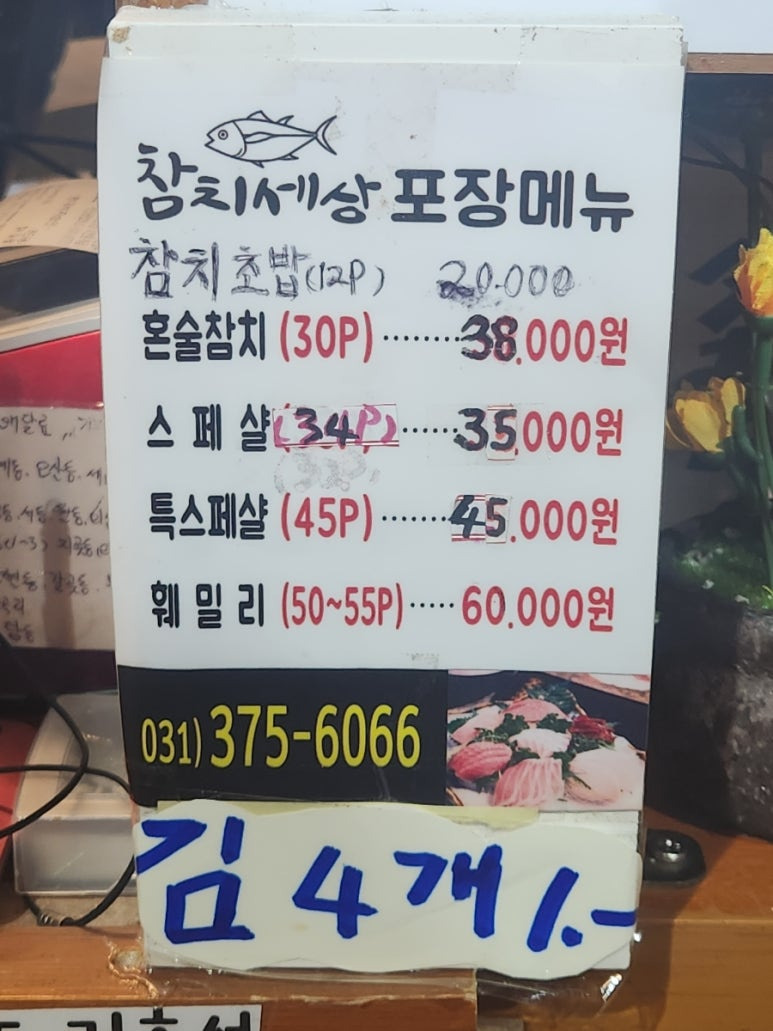 참치세상 포장메뉴
참치초밥(12P) 20.000
혼술참치 (30P) ········ 38.000원
스페샬 (34P) ······ 35.000원
특스페샬 (45P) ······· 45.000원
훼밀리 (50~55P) ····· 60.000원
031) 375-6066
김 4개 1.-